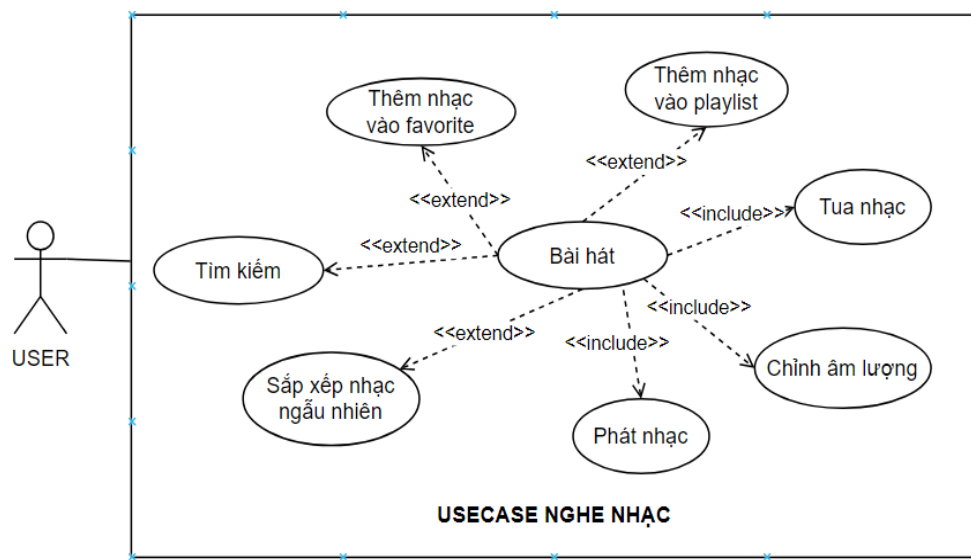 Thêm nhạc
vào favorite
Thêm nhạc
vào playlist
<<extend>>
<<extend>>
<<include>>
Tua nhạc
<<extend>>
Tìm kiếm
Bài hát
<<include>>
<<extend>>
<<include>>
USER
Sắp xếp nhạc
ngẫu nhiên
Chỉnh âm lượng
Phát nhạc
USECASE NGHE NHẠC